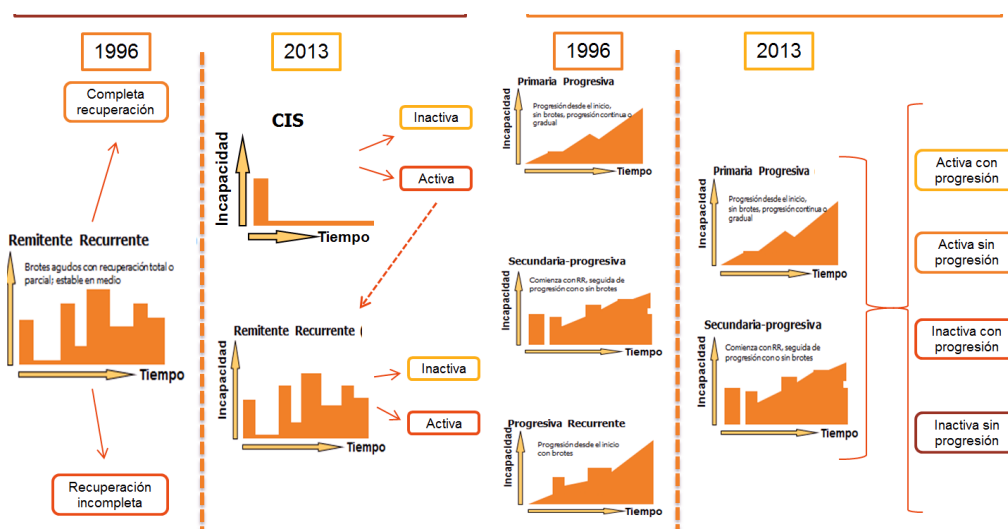 1996
Completa
recuperación
Remitente Recurrente
Brotes agudos con recuperación total o
parcial; estable en medio
Incapacidad
Tiempo
Recuperación
incompleta
2013
CIS
Incapacidad
Tiempo
Inactiva
Activa
Remitente Recurrente (
Incapacidad
Tiempo
Inactiva
Activa
1996
Primaria Progresiva
Progresión desde el inicio,
sin brotes, progresión continua o
gradual
Incapacidad
Tiempo
Secundaria-progresiva
Comienza con RR, seguida de
progresión con o sin brotes
Incapacidad
Tiempo
Progresiva Recurrente
Progresión desde el inicio
con brotes
Incapacidad
Tiempo
2013
Primaria Progresiva
Progresión desde el inicio,
sin brotes, progresión continua o
gradual
Incapacidad
Tiempo
Secundaria-progresiva
Comienza con RR, seguida de
progresión con o sin brotes
Incapacidad
Tiempo
Activa con
progresión
Activa sin
progresión
Inactiva con
progresión
Inactiva sin
progresión